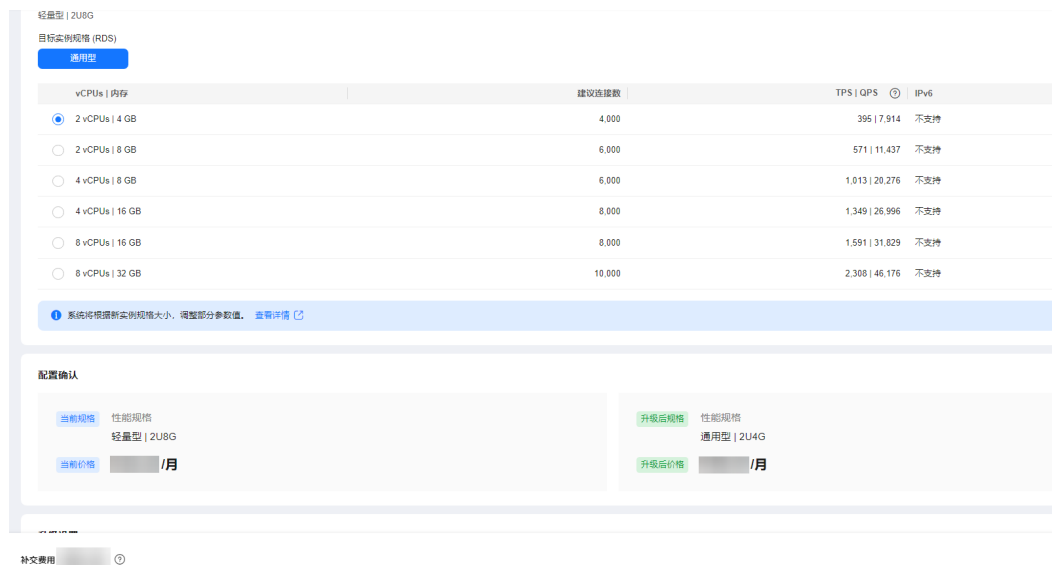 轻量型 | 2U8G
目标实例规格 (RDS)
通用型
vCPUs | 内存 建议连接数 TPS | QPS IPv6
2 vCPUs | 4 GB 4,000 395 | 7,914 不支持
2 vCPUs | 8 GB 6,000 571 | 11,437 不支持
4 vCPUs | 8 GB 6,000 1,013 | 20,276 不支持
4 vCPUs | 16 GB 8,000 1,349 | 26,996 不支持
8 vCPUs | 16 GB 8,000 1,591 | 31,829 不支持
8 vCPUs | 32 GB 10,000 2,308 | 46,176 不支持
系统将根据新实例规格大小，调整部分参数值。 查看详情
配置确认
当前规格 性能规格
轻量型 | 2U8G
当前价格 /月
升级后规格 性能规格
通用型 | 2U4G
升级后价格 /月
补交费用